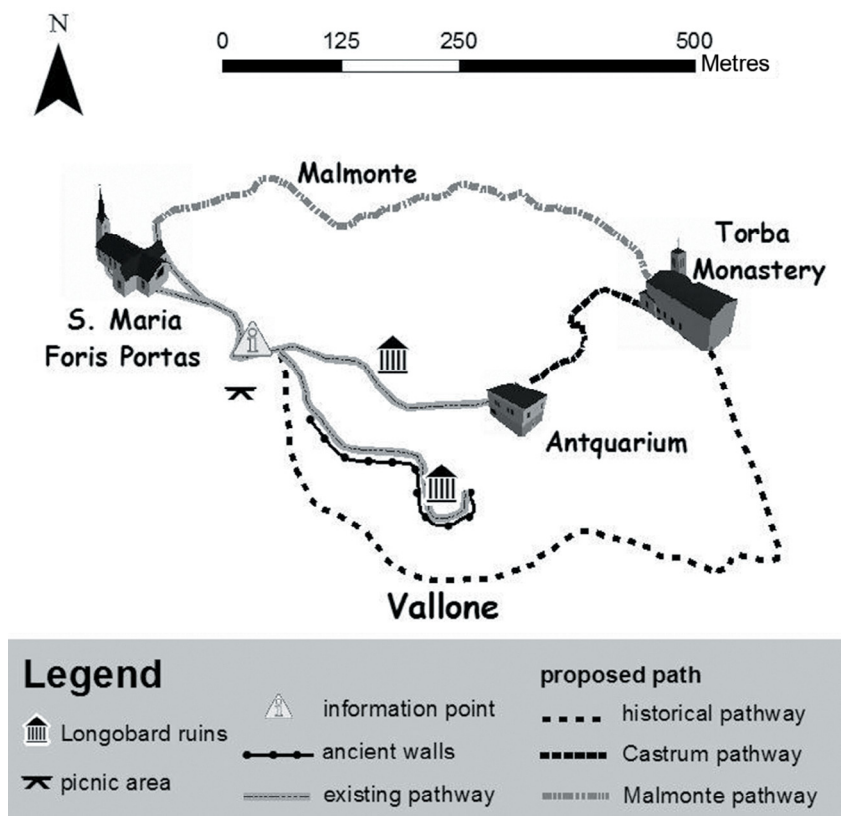 N
0 125 250 500
Metres
Malmonte
Torba
Monastery
S. Maria
Foris Portas
i
Antquarium
Vallone
Legend
Longobard ruins
picnic area
i
information point
ancient walls
existing pathway
proposed path
historical pathway
Castrum pathway
Malmonte pathway